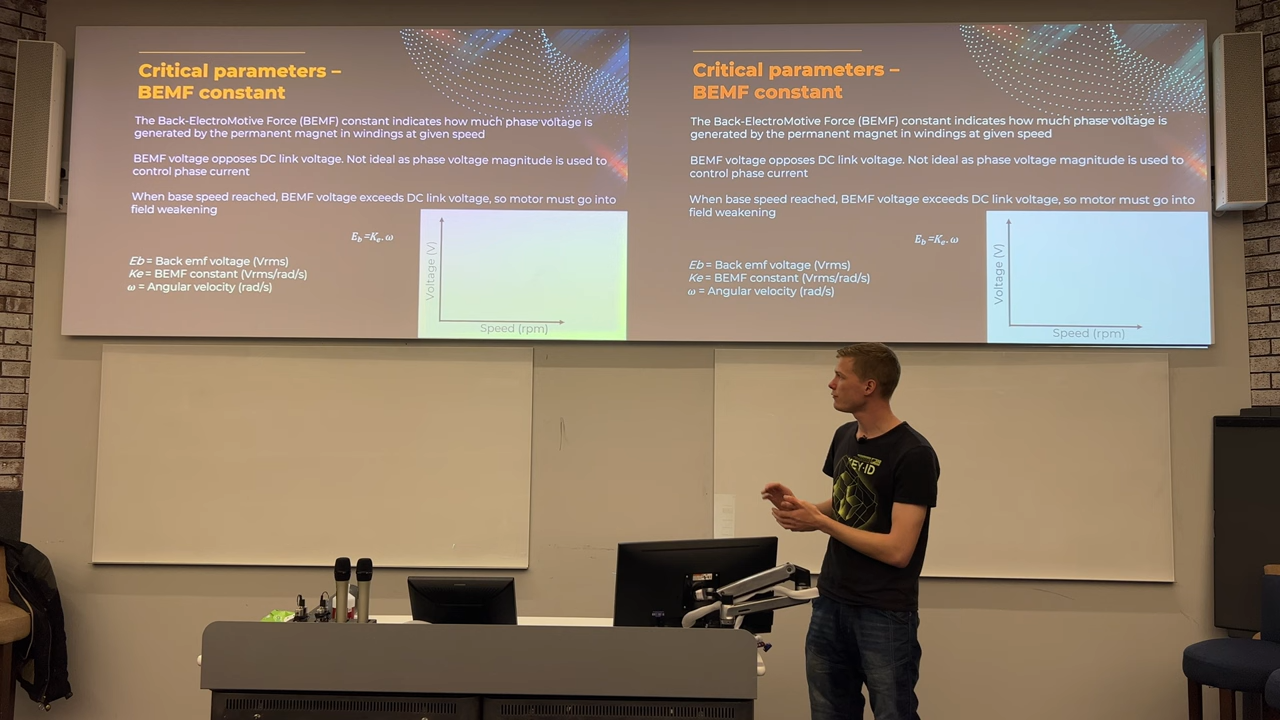 Critical parameters –
BEMF constant
The Back-ElectroMotive Force (BEMF) constant indicates how much phase voltage is
generated by the permanent magnet in windings at given speed
BEMF voltage opposes DC link voltage. Not ideal as phase voltage magnitude is used to
control phase current
When base speed reached, BEMF voltage exceeds DC link voltage, so motor must go into
field weakening
E_b=K_e.ω
Eb = Back emf voltage (Vrms)
Ke = BEMF constant (Vrms/rad/s)
ω = Angular velocity (rad/s)
Voltage (V)
Speed (rpm)
Critical parameters –
BEMF constant
The Back-ElectroMotive Force (BEMF) constant indicates how much phase voltage is
generated by the permanent magnet in windings at given speed
BEMF voltage opposes DC link voltage. Not ideal as phase voltage magnitude is used to
control phase current
When base speed reached, BEMF voltage exceeds DC link voltage, so motor must go into
field weakening
E_b=K_e.ω
Eb = Back emf voltage (Vrms)
Ke = BEMF constant (Vrms/rad/s)
ω = Angular velocity (rad/s)
Voltage (V)
Speed (rpm)
KEY-ID